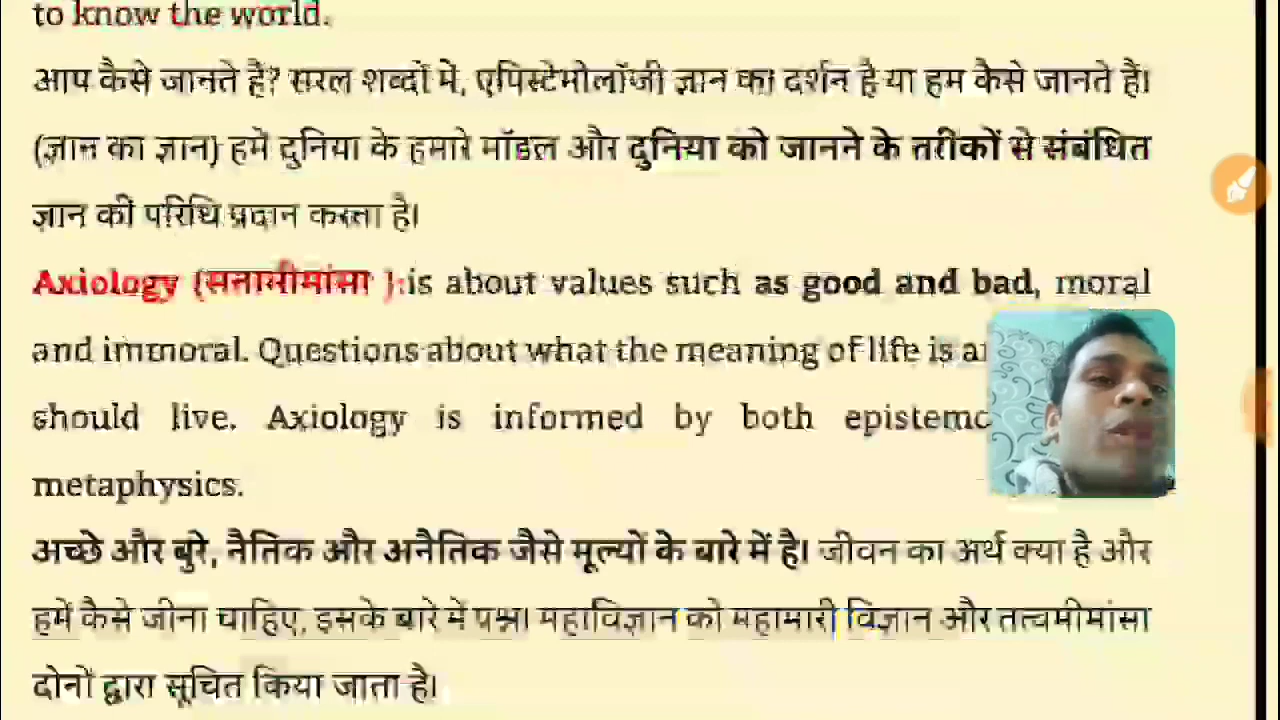 to know the world.
आप कैसे जानते हैं? सरल शब्दों में, एपिस्टेमोलॉजी ज्ञान का दर्शन है या हम कैसे जानते हैं।
(ज्ञान का ज्ञान) हमें दुनिया के हमारे मॉडल और दुनिया को जानने के तरीकों से संबंधित
ज्ञान की परिधि प्रदान करता है।
Axiology (सत्तामीमांसा ):is about values such as good and bad, moral
and immoral. Questions about what the meaning of life is
should live. Axiology is informed by both
metaphysics.
अच्छे और बुरे, नैतिक और अनैतिक जैसे मूल्यों के बारे में है। जीवन का अर्थ क्या है और
हमें कैसे जीना चाहिए, इसके बारे में प्रश्न। महाविज्ञान को महामारी विज्ञान और तत्वमीमांसा
दोनों द्वारा सूचित किया जाता है।